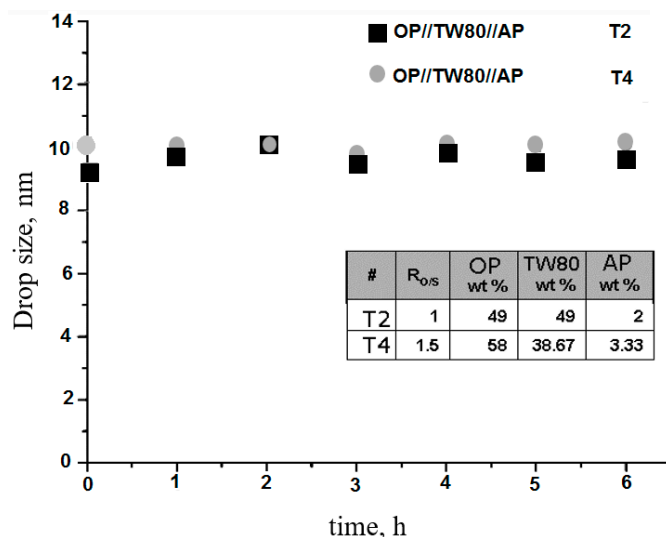 14
12
10
8
6
4
2
0
Drop size, nm
OP//TW80//AP T2
OP//TW80//AP T4
# R_{O/S} OP wt % TW80 wt % AP wt %
T2 1 49 49 2
T4 1.5 58 38.67 3.33
0 1 2 3 4 5 6
time, h